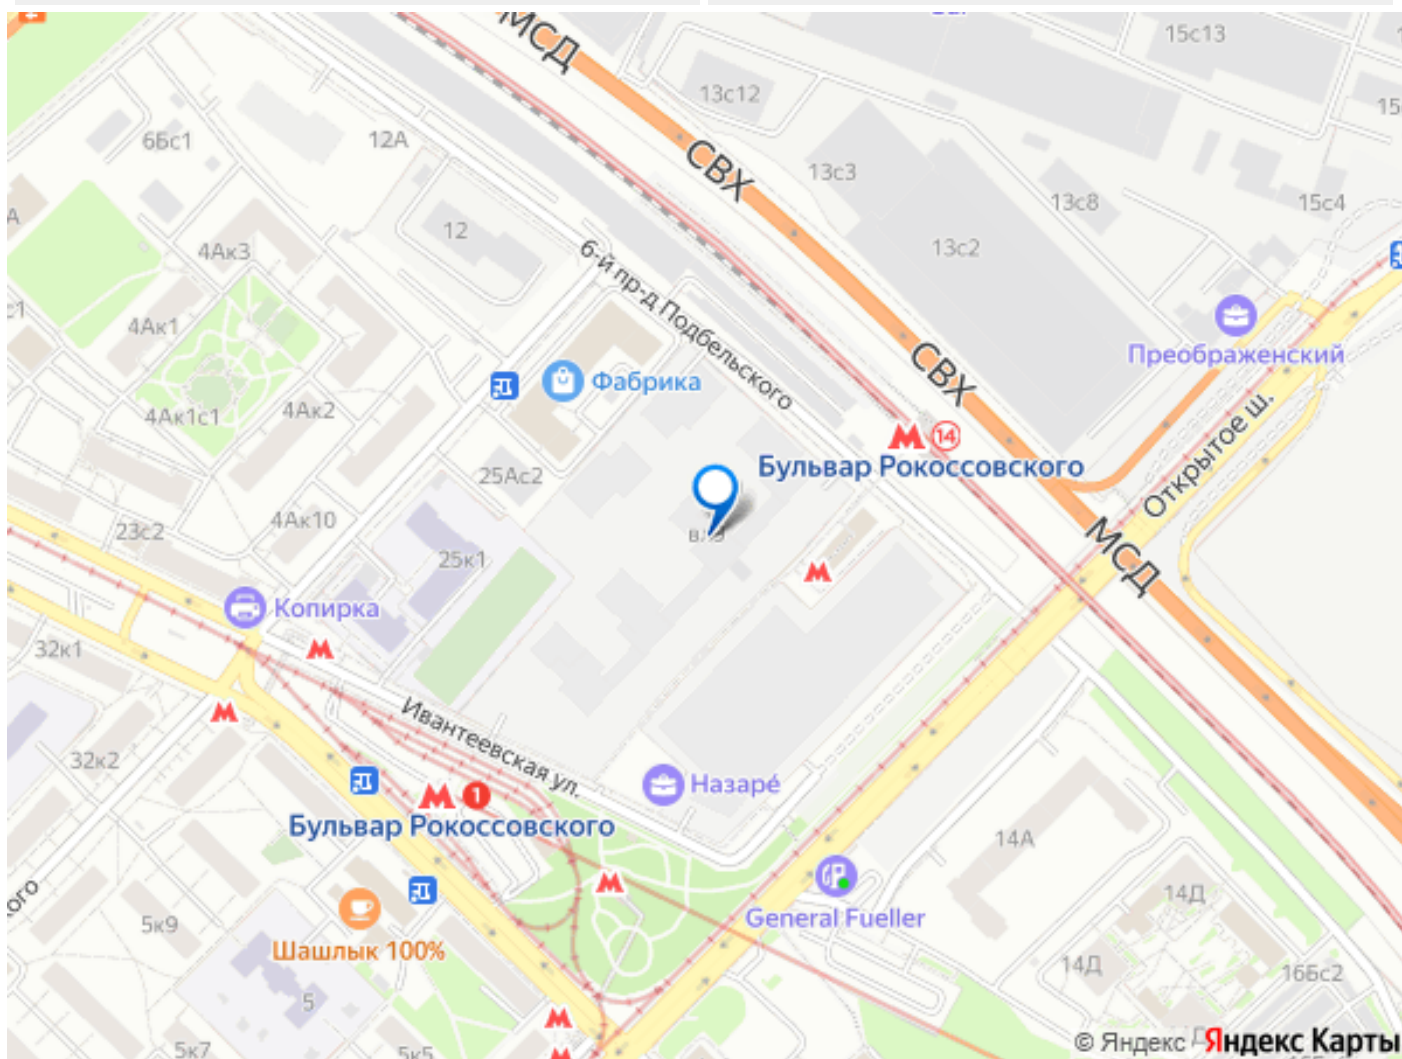 МСД
15с13
13с12
15
6Бс1
12А
СВХ
13с3
13с8
15с4
А
12
4Ак3
6-й пр-д Подбельского
13с2
с1
4Ак1
СВХ
Преображенский
Фабрика
4Ак1с1
4Ак2
Открытое ш.
М 14
Бульвар Рокоссовского
25Ас2
4Ак10
23с2
МСД
25к1
М
Копирка
32к1
М
М
Ивантеевская ул.
32к2
Назаре́
М 1
Бульвар Рокоссовского
14А
М
General Fueller
14Д
5к9
Шашлык 100%
14Д
16Бс2
5
М
5к7
5к5
© Яндекс Яндекс Карты